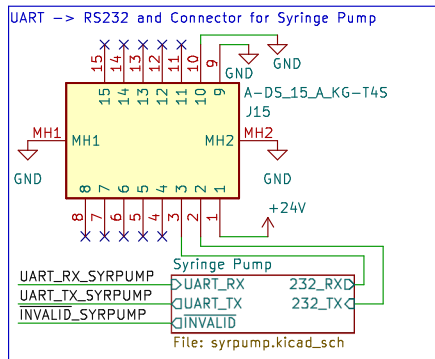 UART -> RS232 and Connector for Syringe Pump
15 14 13 12 11 10 9
GND
GND
A-DS_15_A_KG-T4S
J15
15 14 13 12 11 10 9
MH1 MH1 MH2 MH2
GND GND
8 7 6 5 4 3 2 1
8 7 6 5 4 3 2 1
+24V
Syringe Pump
UART_RX_SYRPUMP UART_RX 232_RX
UART_TX_SYRPUMP UART_TX 232_TX
INVALID_SYRPUMP INVALID
File: syrpump.kicad_sch